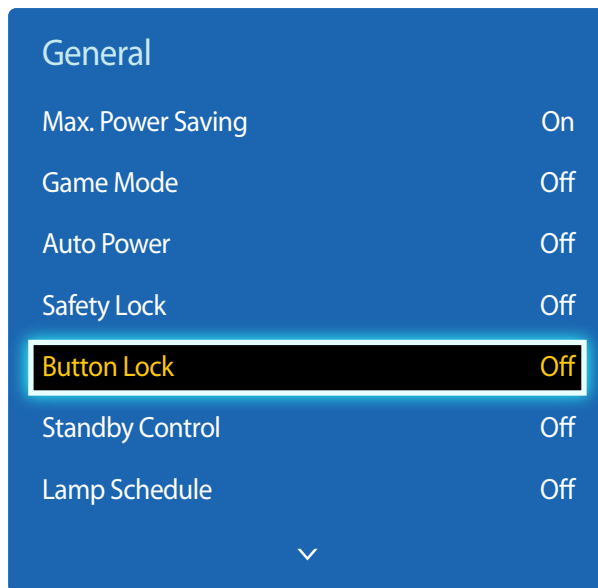 General
Max. Power Saving On
Game Mode Off
Auto Power Off
Safety Lock Off
Button Lock Off
Standby Control Off
Lamp Schedule Off